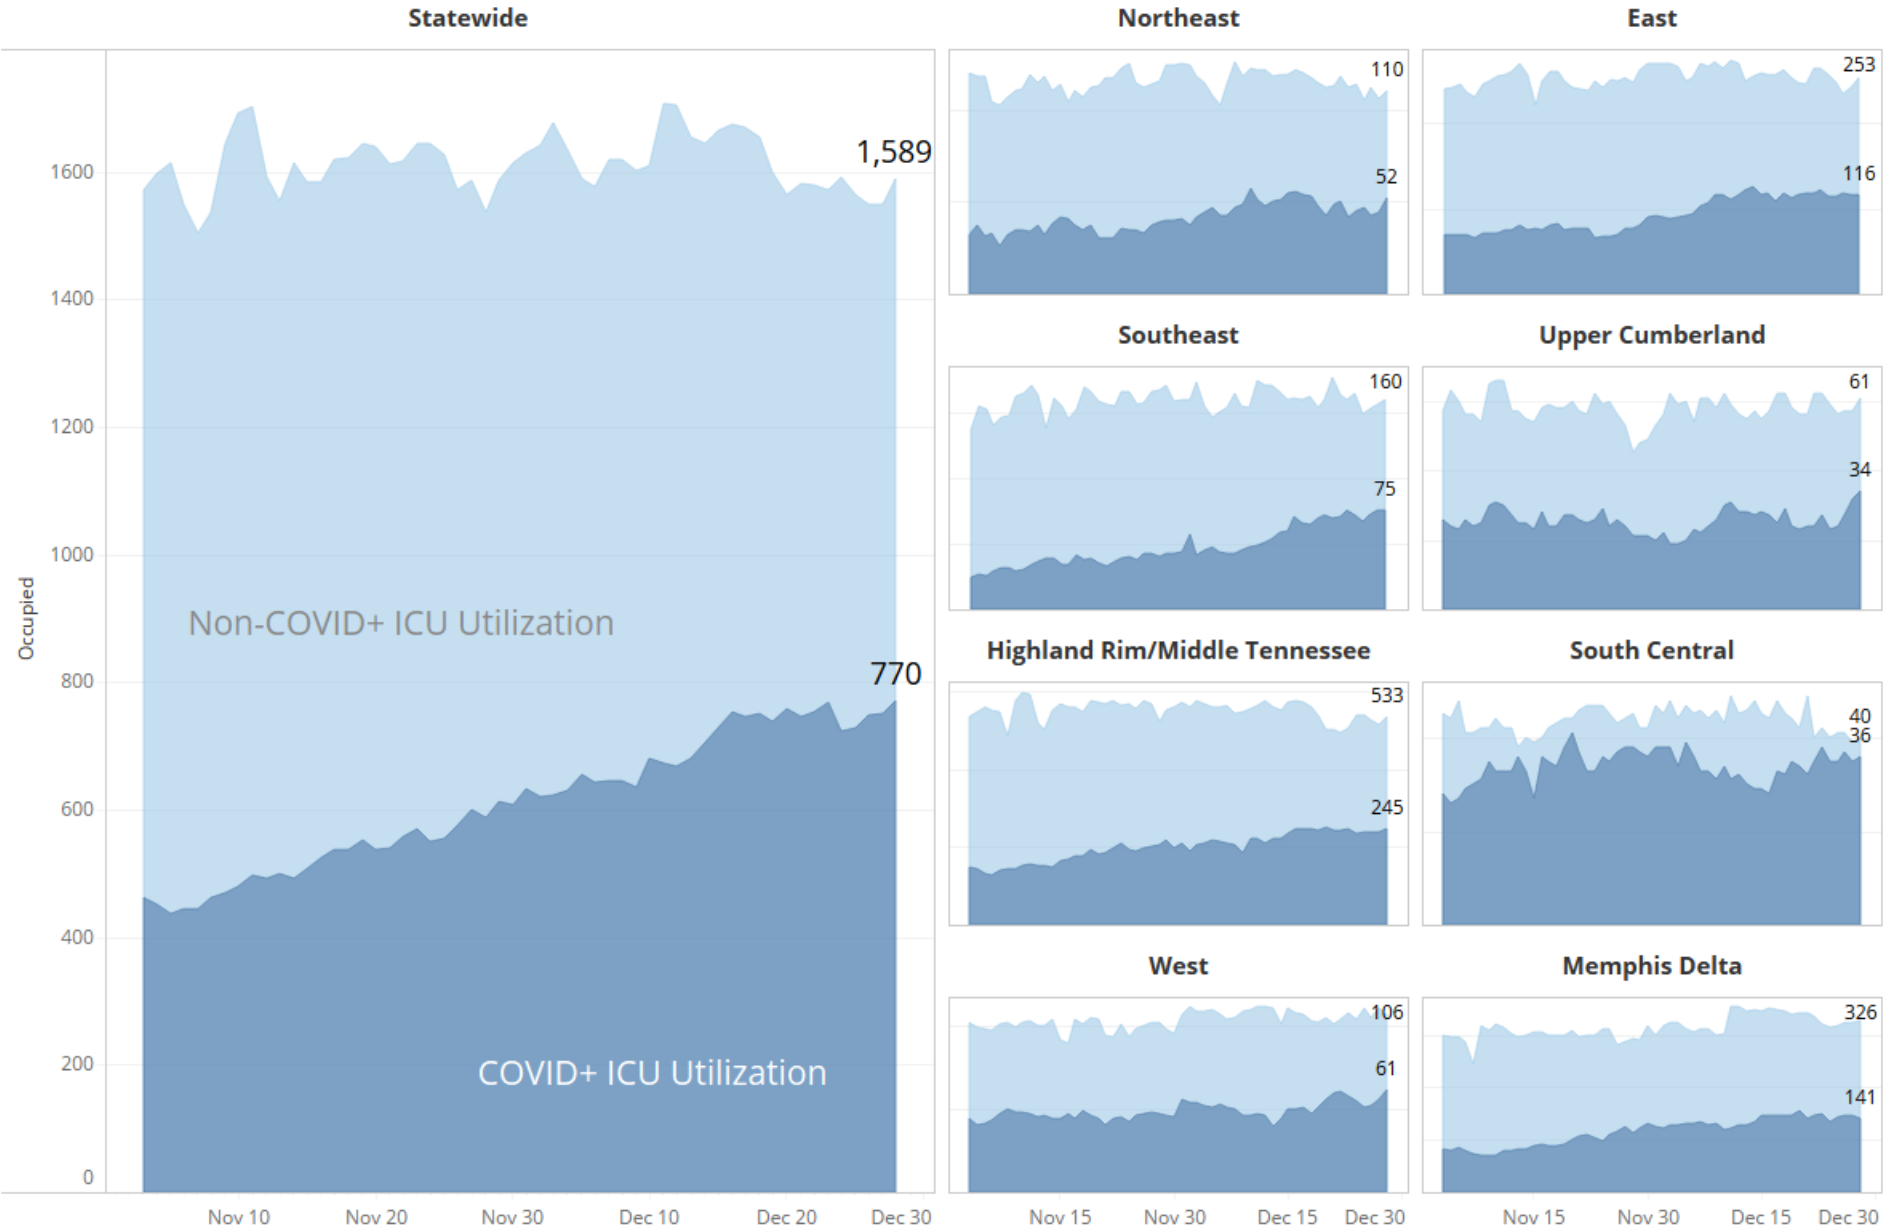 Statewide
Occupied
1600
1400
1200
1000
800
600
400
200
0
1,589
770
Non-COVID+ ICU Utilization
COVID+ ICU Utilization
Nov 10 Nov 20 Nov 30 Dec 10 Dec 20 Dec 30
Northeast
110
52
East
253
116
Southeast
160
75
Upper Cumberland
61
34
Highland Rim/Middle Tennessee
533
245
South Central
40
36
West
106
61
Memphis Delta
326
141
Nov 15 Nov 30 Dec 15 Dec 30
Nov 15 Nov 30 Dec 15 Dec 30